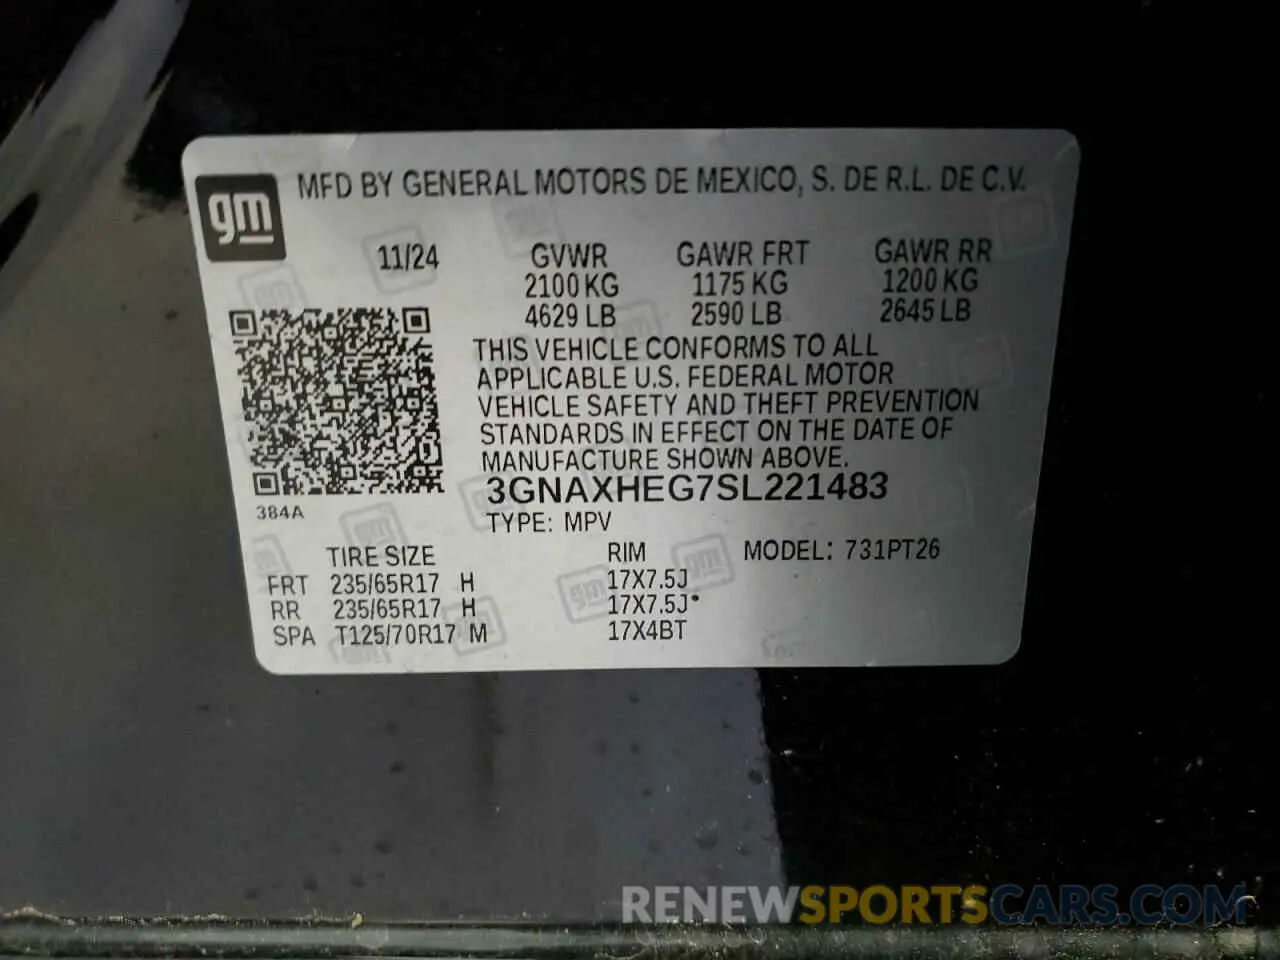 gm
MFD BY GENERAL MOTORS DE MEXICO, S. DE R.L. DE C.V.
11/24 GVWR GAWR FRT GAWR RR
2100 KG 1175 KG 1200 KG
4629 LB 2590 LB 2645 LB
THIS VEHICLE CONFORMS TO ALL
APPLICABLE U.S. FEDERAL MOTOR
VEHICLE SAFETY AND THEFT PREVENTION
STANDARDS IN EFFECT ON THE DATE OF
MANUFACTURE SHOWN ABOVE.
3GNAXHEG7SL221483
384A
TYPE: MPV
TIRE SIZE RIM MODEL: 731PT26
FRT 235/65R17 H 17X7.5J
RR 235/65R17 H 17X7.5J*
SPA T125/70R17 M 17X4BT
RENEWSPORTSCARS.COM